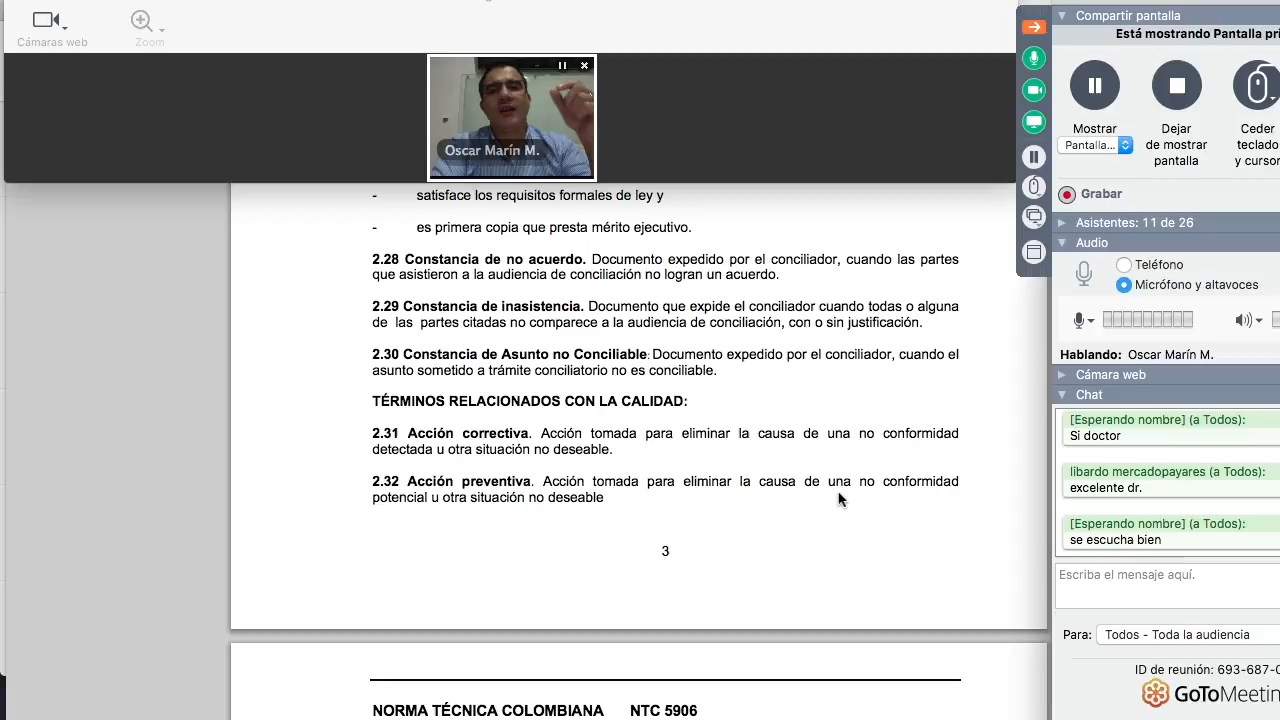 Cámaras web
Zoom
Oscar Marín M.
- satisface los requisitos formales de ley y
- es primera copia que presta mérito ejecutivo.
2.28 Constancia de no acuerdo. Documento expedido por el conciliador, cuando las partes
que asistieron a la audiencia de conciliación no logran un acuerdo.
2.29 Constancia de inasistencia. Documento que expide el conciliador cuando todas o alguna
de las partes citadas no comparece a la audiencia de conciliación, con o sin justificación.
2.30 Constancia de Asunto no Conciliable: Documento expedido por el conciliador, cuando el
asunto sometido a trámite conciliatorio no es conciliable.
TÉRMINOS RELACIONADOS CON LA CALIDAD:
2.31 Acción correctiva. Acción tomada para eliminar la causa de una no conformidad
detectada u otra situación no deseable.
2.32 Acción preventiva. Acción tomada para eliminar la causa de una no conformidad
potencial u otra situación no deseable
3
NORMA TÉCNICA COLOMBIANA NTC 5906
Compartir pantalla
Está mostrando Pantalla pri
Mostrar
Pantalla...
Dejar
de mostrar
pantalla
Ceder
teclado
y cursor
Grabar
Asistentes: 11 de 26
Audio
Teléfono
Micrófono y altavoces
Hablando: Oscar Marín M.
Cámara web
Chat
[Esperando nombre] (a Todos):
Si doctor
libardo mercadopayares (a Todos):
excelente dr.
[Esperando nombre] (a Todos):
se escucha bien
Escriba el mensaje aquí.
Para: Todos - Toda la audiencia
ID de reunión: 693-687-0
GoToMeetin